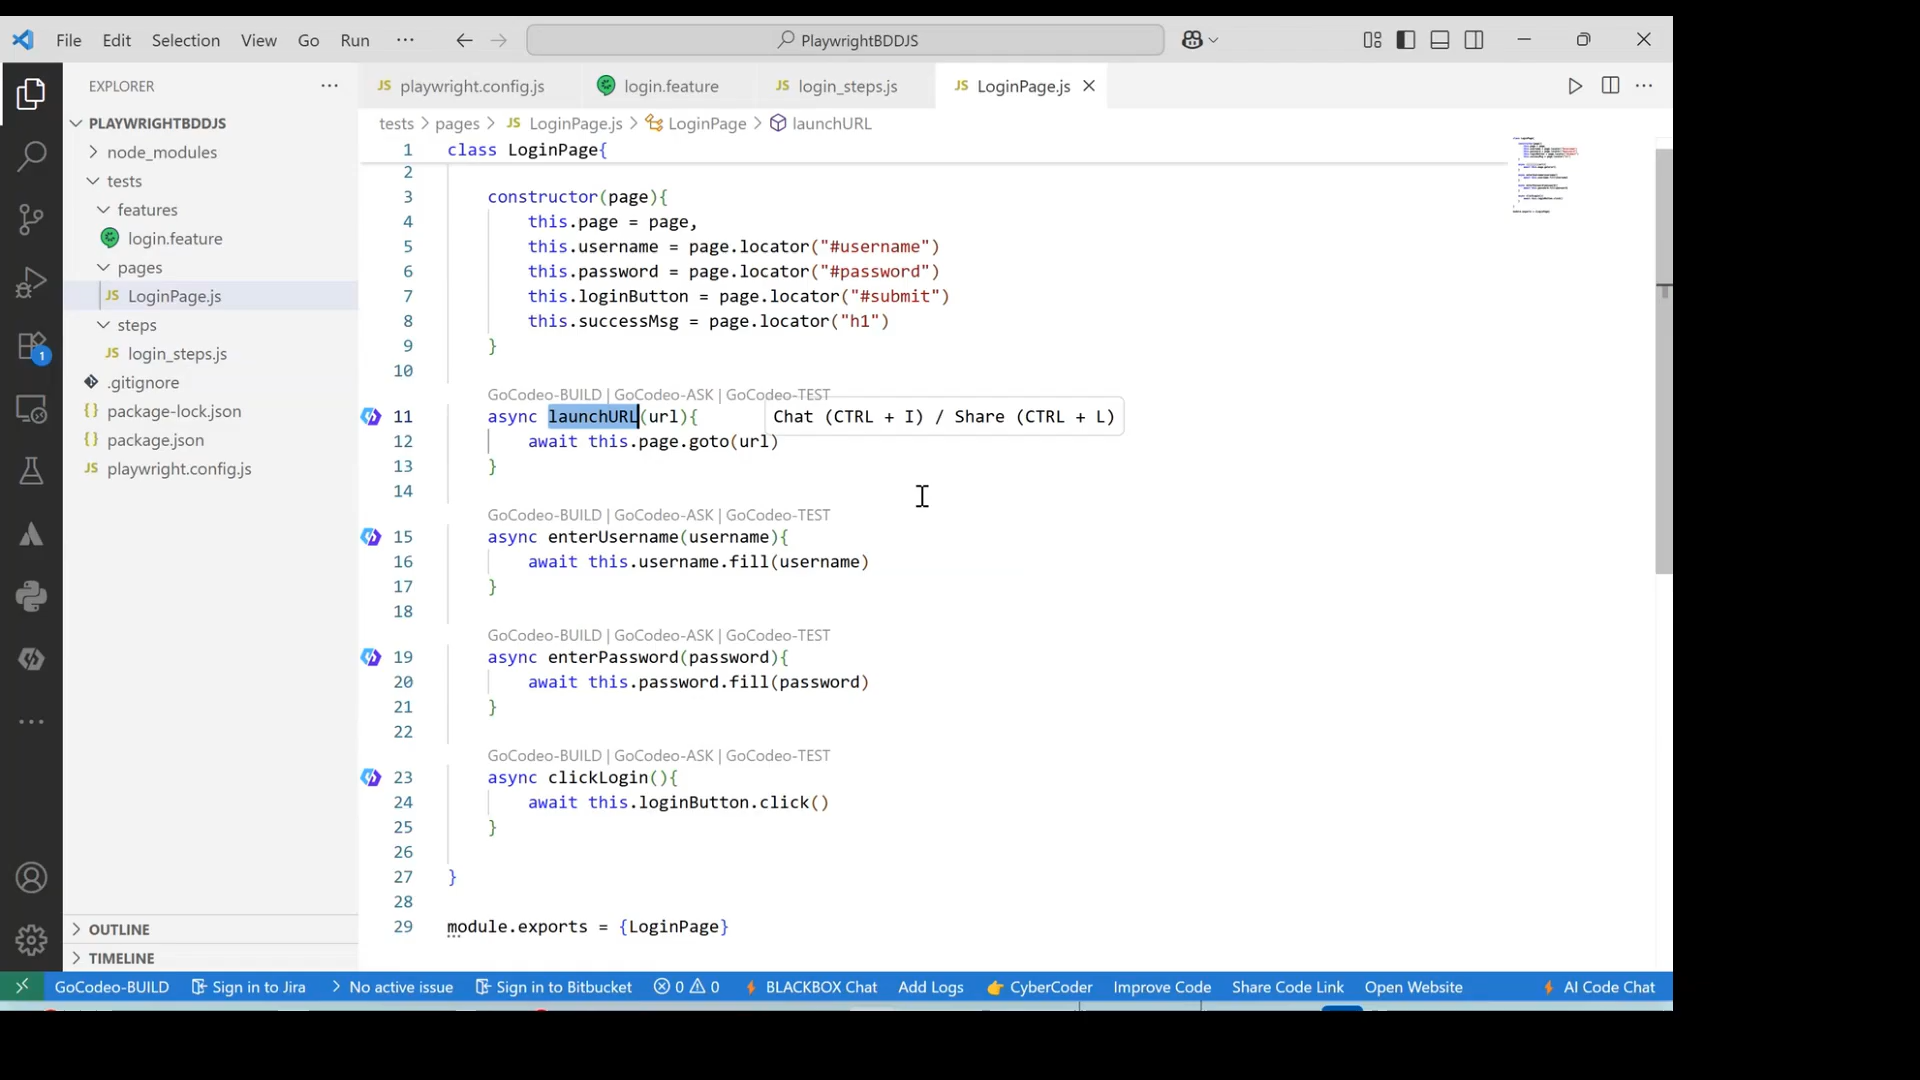 File Edit Selection View Go Run ··· PlaywrightBDDJS
EXPLORER ···
PLAYWRIGHTBDDJS
node_modules
tests
features
login.feature
pages
JS LoginPage.js
steps
JS login_steps.js
.gitignore
{} package-lock.json
{} package.json
JS playwright.config.js
OUTLINE
TIMELINE
1
JS playwright.config.js login.feature JS login_steps.js JS LoginPage.js
tests > pages > JS LoginPage.js > LoginPage > launchURL
1 class LoginPage{
2
3 constructor(page){
4 this.page = page,
5 this.username = page.locator("#username")
6 this.password = page.locator("#password")
7 this.loginButton = page.locator("#submit")
8 this.successMsg = page.locator("h1")
9 }
10
GoCodeo-BUILD | GoCodeo-ASK | GoCodeo-TEST
11 async launchURL(url){ Chat (CTRL + I) / Share (CTRL + L)
12 await this.page.goto(url)
13 }
14
GoCodeo-BUILD | GoCodeo-ASK | GoCodeo-TEST
15 async enterUsername(username){
16 await this.username.fill(username)
17 }
18
GoCodeo-BUILD | GoCodeo-ASK | GoCodeo-TEST
19 async enterPassword(password){
20 await this.password.fill(password)
21 }
22
GoCodeo-BUILD | GoCodeo-ASK | GoCodeo-TEST
23 async clickLogin(){
24 await this.loginButton.click()
25 }
26
27 }
28
29 module.exports = {LoginPage}
GoCodeo-BUILD Sign in to Jira > No active issue Sign in to Bitbucket 0 0 BLACKBOX Chat Add Logs 👉 CyberCoder Improve Code Share Code Link Open Website AI Code Chat